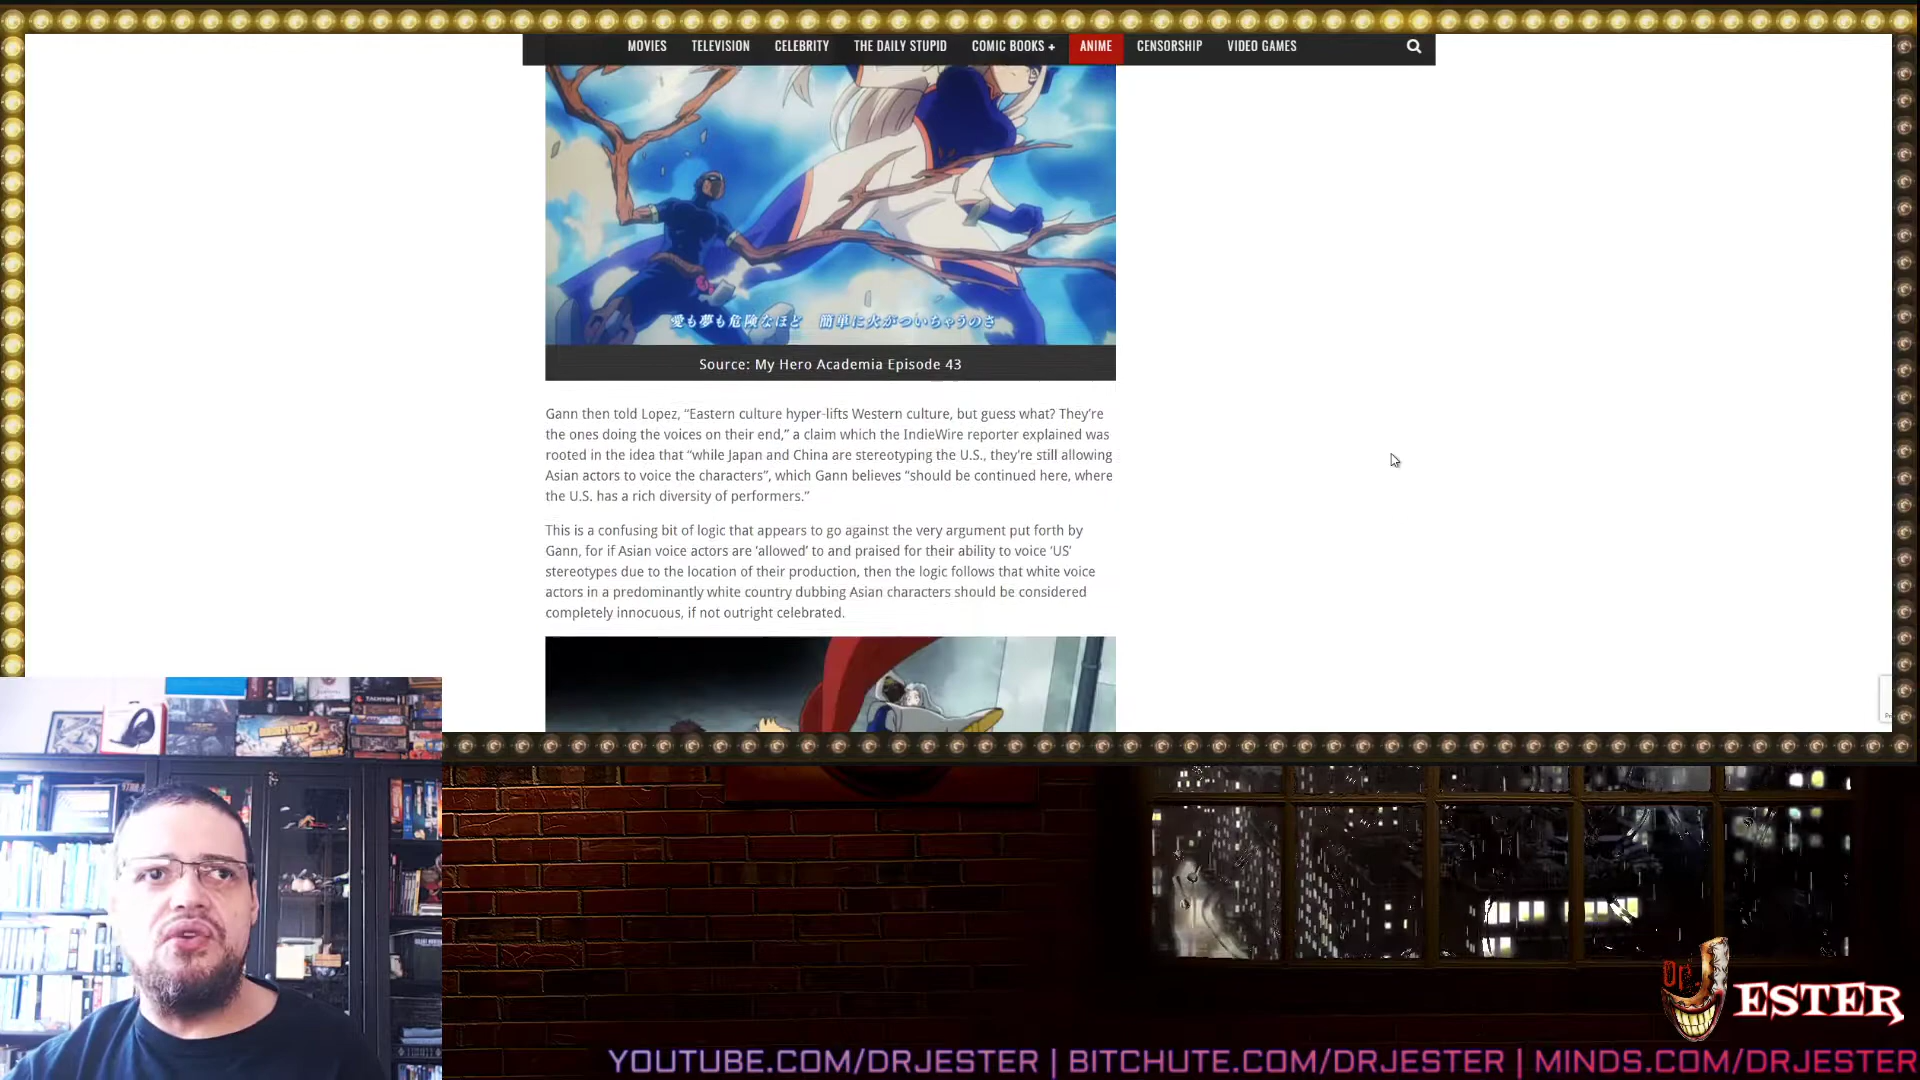 MOVIES TELEVISION CELEBRITY THE DAILY STUPID COMIC BOOKS + ANIME CENSORSHIP VIDEO GAMES
愛も夢も危険なほど 簡単に火がついちゃうのさ
Source: My Hero Academia Episode 43
Gann then told Lopez, “Eastern culture hyper-lifts Western culture, but guess what? They’re
the ones doing the voices on their end,” a claim which the IndieWire reporter explained was
rooted in the idea that “while Japan and China are stereotyping the U.S., they’re still allowing
Asian actors to voice the characters”, which Gann believes “should be continued here, where
the U.S. has a rich diversity of performers.”
This is a confusing bit of logic that appears to go against the very argument put forth by
Gann, for if Asian voice actors are ‘allowed’ to and praised for their ability to voice ‘US’
stereotypes due to the location of their production, then the logic follows that white voice
actors in a predominantly white country dubbing Asian characters should be considered
completely innocuous, if not outright celebrated.
Dr. JESTER
YOUTUBE.COM/DRJESTER | BITCHUTE.COM/DRJESTER | MINDS.COM/DRJESTER